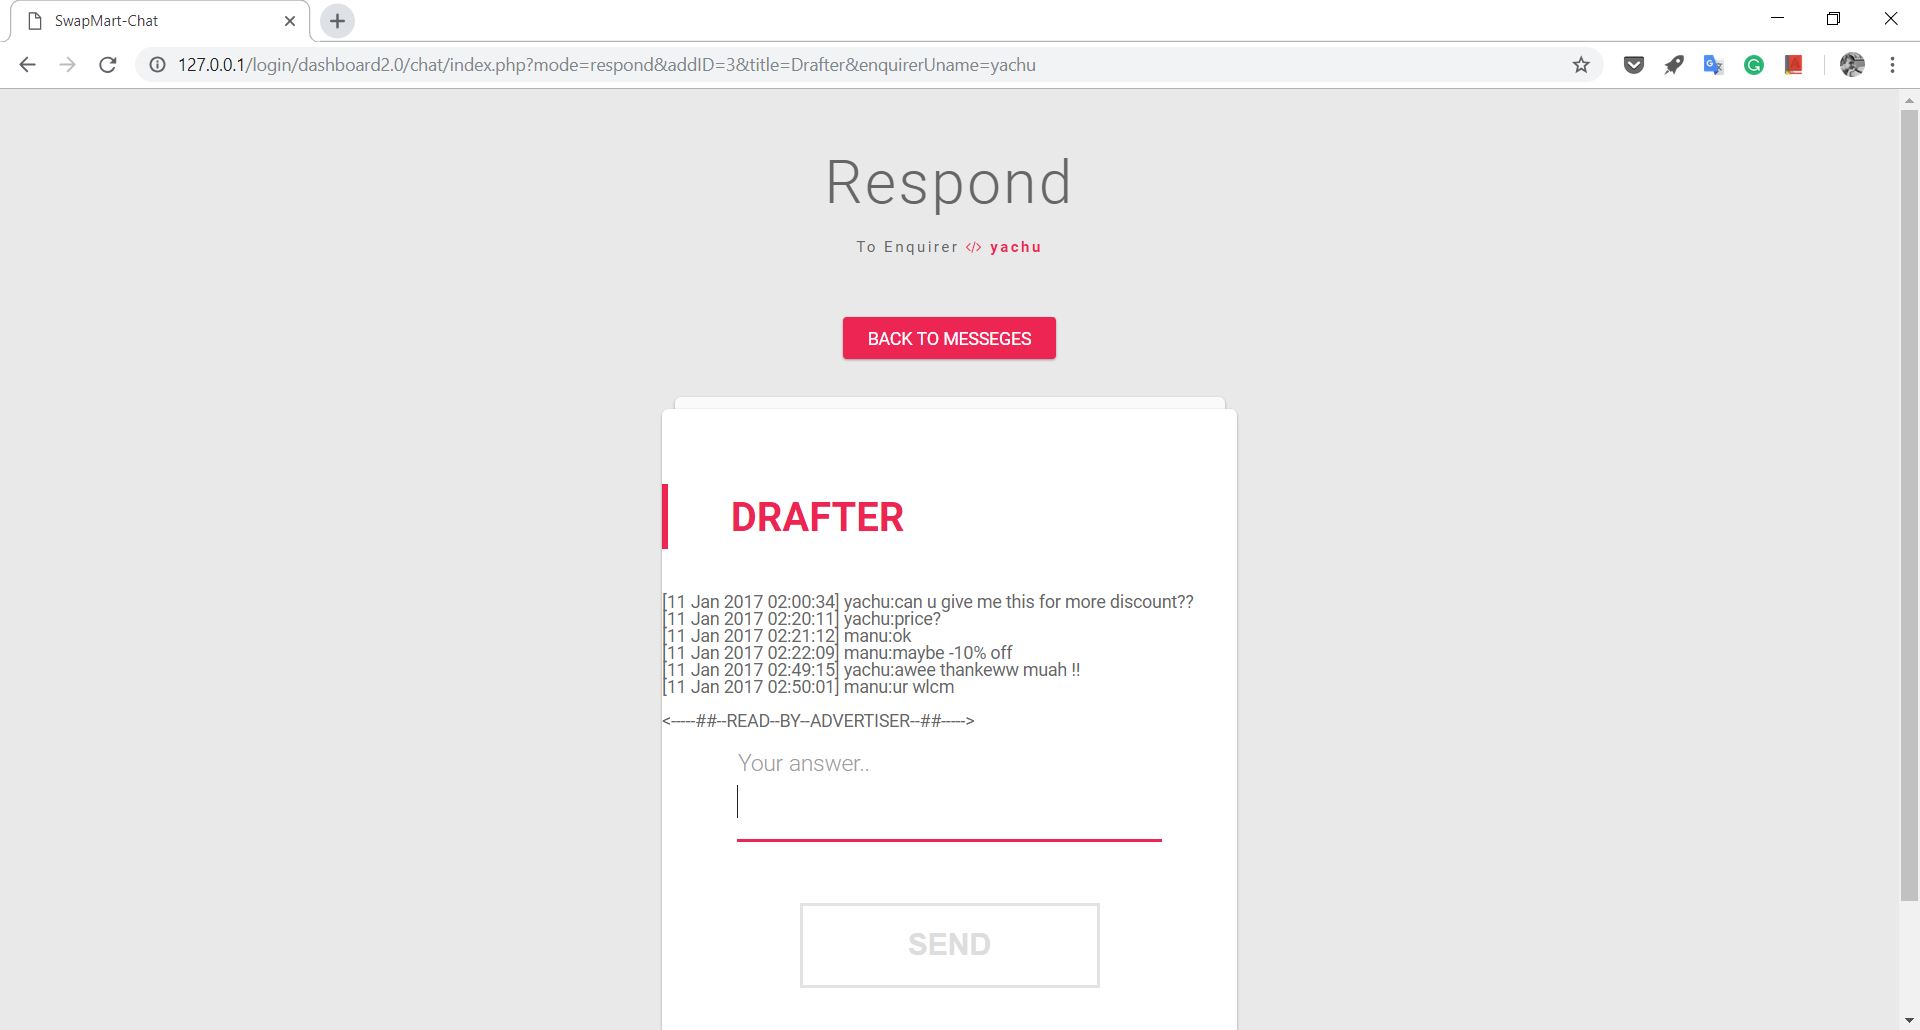 SwapMart-Chat
127.0.0.1/login/dashboard2.0/chat/index.php?mode=respond&addID=3&title=Drafter&enquirerUname=yachu
Respond
To Enquirer </> yachu
BACK TO MESSEGES
DRAFTER
[11 Jan 2017 02:00:34] yachu:can u give me this for more discount??
[11 Jan 2017 02:20:11] yachu:price?
[11 Jan 2017 02:21:12] manu:ok
[11 Jan 2017 02:22:09] manu:maybe -10% off
[11 Jan 2017 02:49:15] yachu:awee thankeww muah !!
[11 Jan 2017 02:50:01] manu:ur wlcm
<-----##--READ--BY--ADVERTISER--##----->
Your answer..
SEND